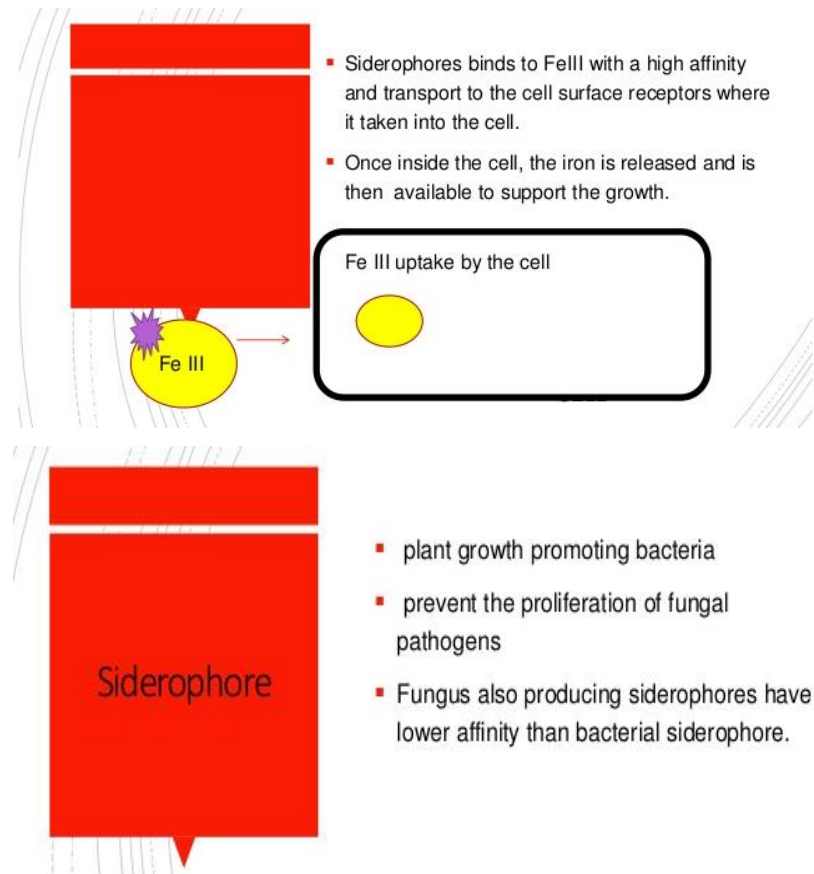 Siderophores binds to FeIII with a high affinity
and transport to the cell surface receptors where
it taken into the cell.
Once inside the cell, the iron is released and is
then available to support the growth.
Fe III uptake by the cell
Fe III
Siderophore
plant growth promoting bacteria
prevent the proliferation of fungal
pathogens
Fungus also producing siderophores have
lower affinity than bacterial siderophore.